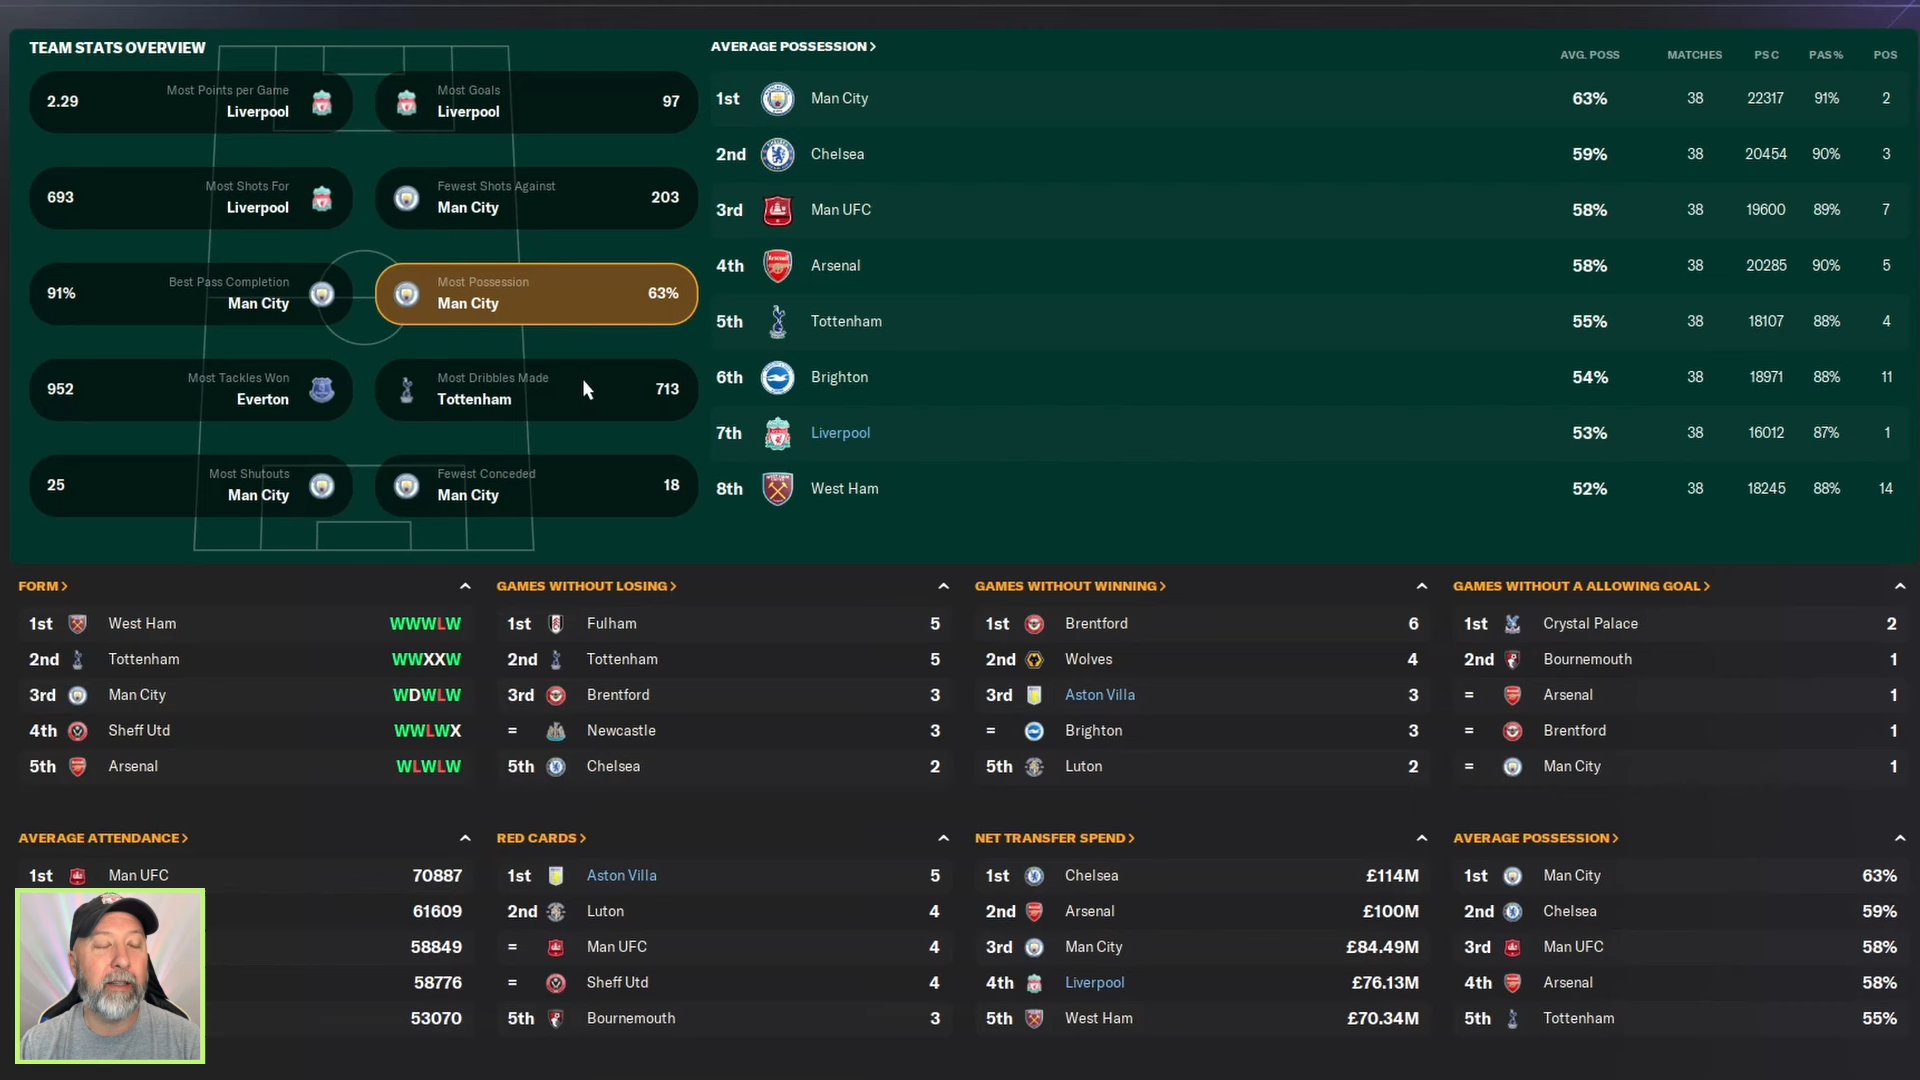 TEAM STATS OVERVIEW
2.29 Most Points per Game Liverpool
Most Goals Liverpool 97
693 Most Shots For Liverpool
Fewest Shots Against Man City 203
91% Best Pass Completion Man City
Most Possession Man City 63%
952 Most Tackles Won Everton
Most Dribbles Made Tottenham 713
25 Most Shutouts Man City
Fewest Conceded Man City 18
AVERAGE POSSESSION > AVG. POSS MATCHES PS C PAS % POS
1st Man City 63% 38 22317 91% 2
2nd Chelsea 59% 38 20454 90% 3
3rd Man UFC 58% 38 19600 89% 7
4th Arsenal 58% 38 20285 90% 5
5th Tottenham 55% 38 18107 88% 4
6th Brighton 54% 38 18971 88% 11
7th Liverpool 53% 38 16012 87% 1
8th West Ham 52% 38 18245 88% 14
FORM >
1st West Ham WWWLW
2nd Tottenham WWXXW
3rd Man City WDWLW
4th Sheff Utd WWLWX
5th Arsenal WLWLW
GAMES WITHOUT LOSING >
1st Fulham 5
2nd Tottenham 5
3rd Brentford 3
= Newcastle 3
5th Chelsea 2
GAMES WITHOUT WINNING >
1st Brentford 6
2nd Wolves 4
3rd Aston Villa 3
= Brighton 3
5th Luton 2
GAMES WITHOUT A ALLOWING GOAL >
1st Crystal Palace 2
2nd Bournemouth 1
= Arsenal 1
= Brentford 1
= Man City 1
AVERAGE ATTENDANCE >
1st Man UFC 70887
61609
58849
58776
53070
RED CARDS >
1st Aston Villa 5
2nd Luton 4
= Man UFC 4
= Sheff Utd 4
5th Bournemouth 3
NET TRANSFER SPEND >
1st Chelsea £114M
2nd Arsenal £100M
3rd Man City £84.49M
4th Liverpool £76.13M
5th West Ham £70.34M
AVERAGE POSSESSION >
1st Man City 63%
2nd Chelsea 59%
3rd Man UFC 58%
4th Arsenal 58%
5th Tottenham 55%